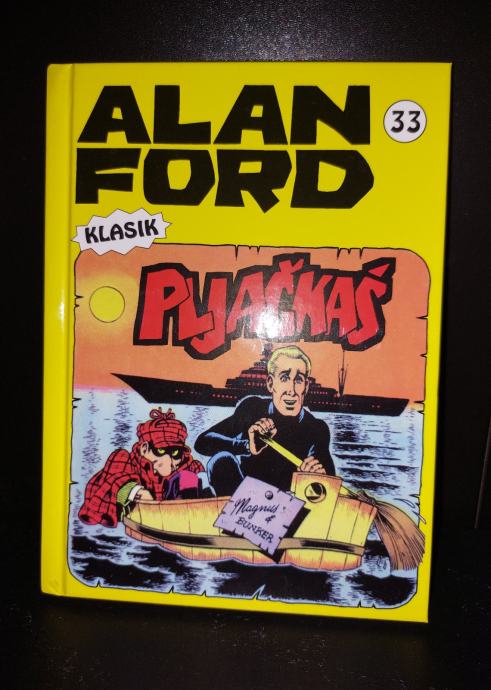 ALAN
FORD
33
KLASIK
PLJAČKAŠ
Magnus
&
BUNKER